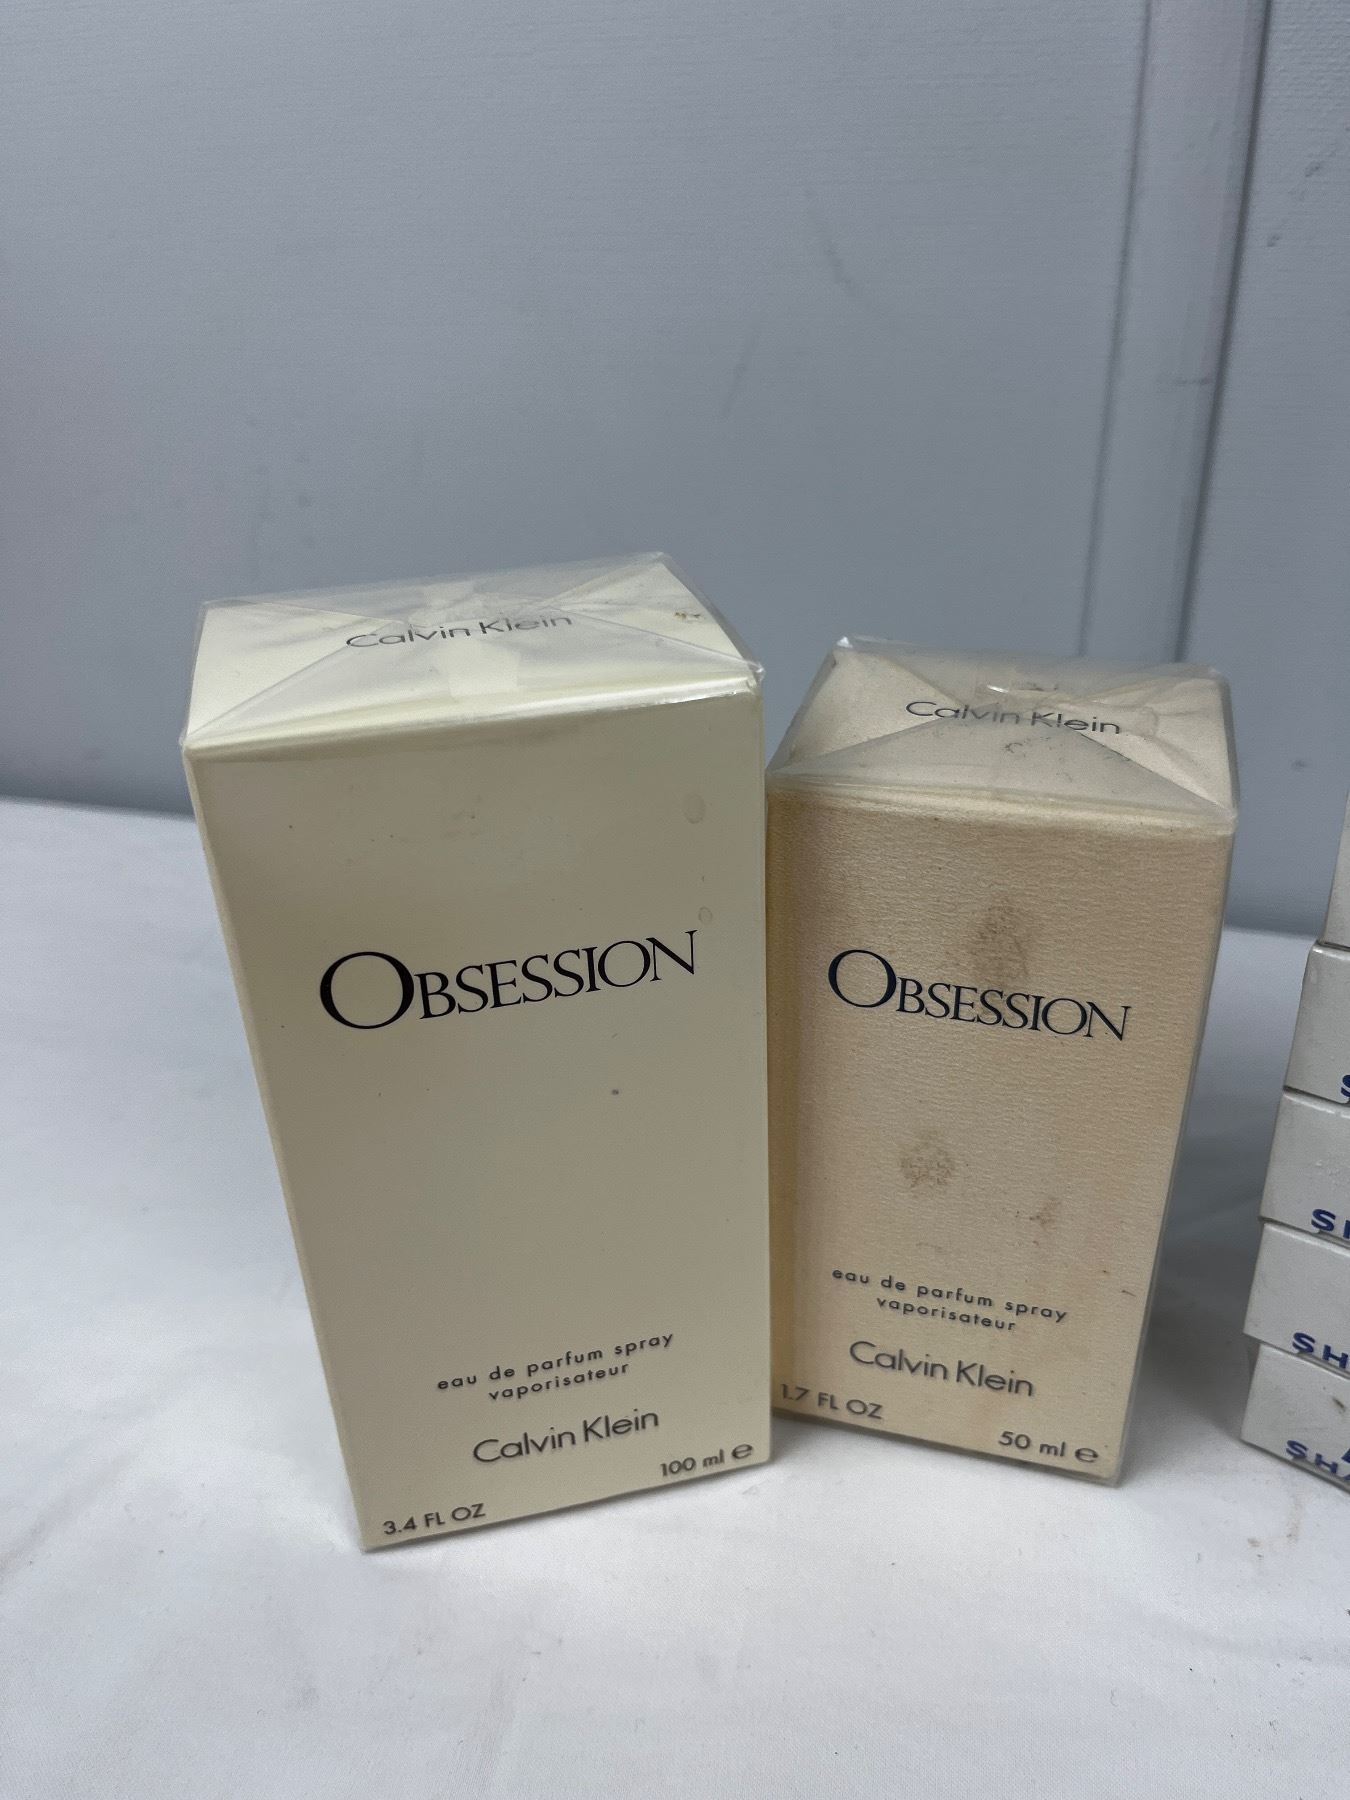 Calvin Klein
OBSESSION
eau de parfum spray
vaporisateur
Calvin Klein
100 ml e
3.4 FL OZ
Calvin Klein
OBSESSION
eau de parfum spray
vaporisateur
Calvin Klein
1.7 FL OZ
50 ml e